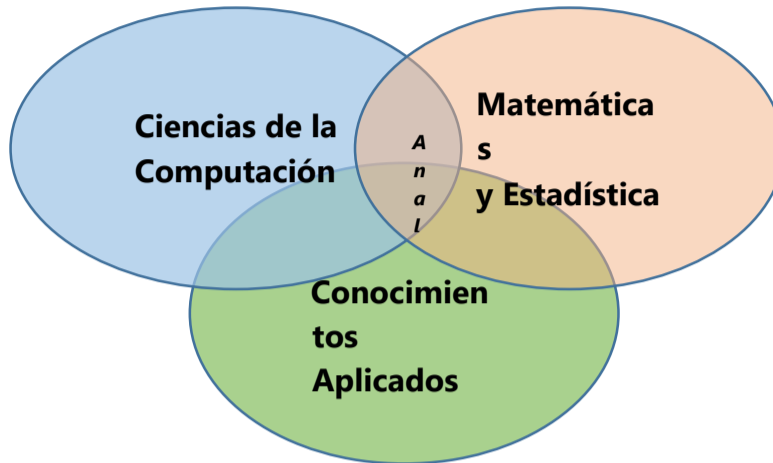 Ciencias de la
Computación
Matemática
s
y Estadística
A
n
a
l
Conocimien
tos
Aplicados